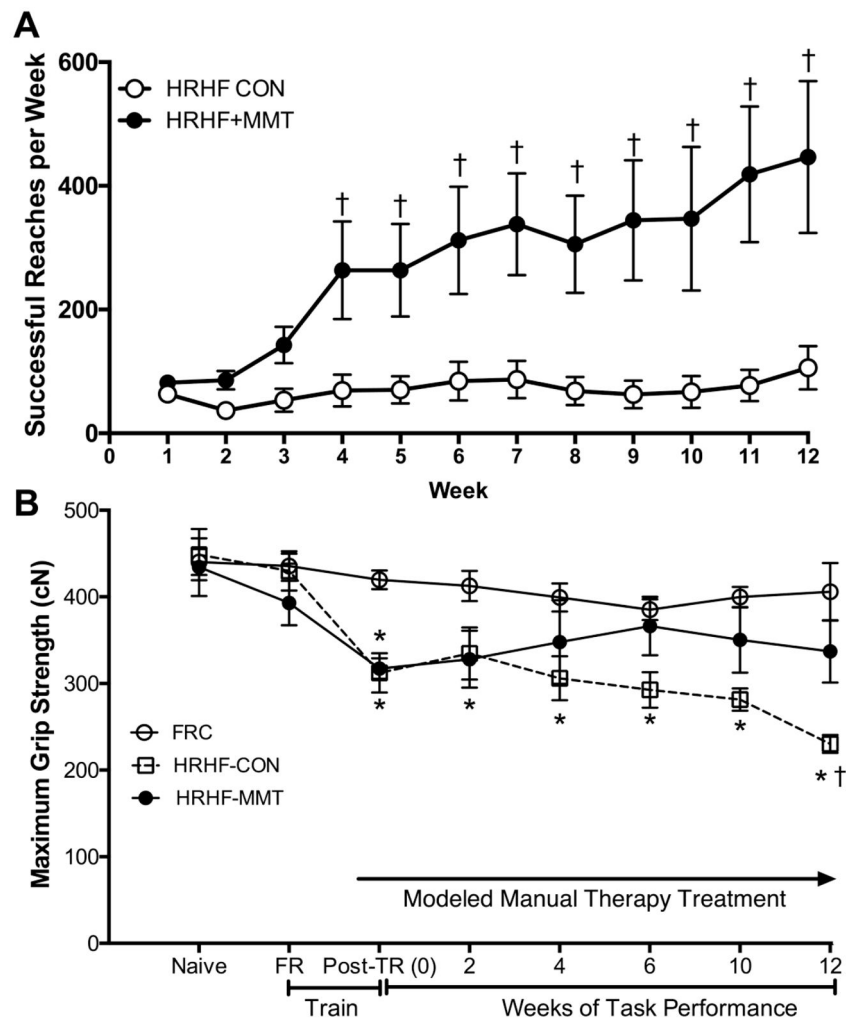 A
Successful Reaches per Week
600
400
200
0
HRHF CON
HRHF+MMT
† † † † † † † † †
0 1 2 3 4 5 6 7 8 9 10 11 12
Week
B
Maximum Grip Strength (cN)
500
400
300
200
100
0
*
* * * * *
* †
FRC
HRHF-CON
HRHF-MMT
Modeled Manual Therapy Treatment
Naive FR Post-TR (0) 2 4 6 10 12
Train Weeks of Task Performance